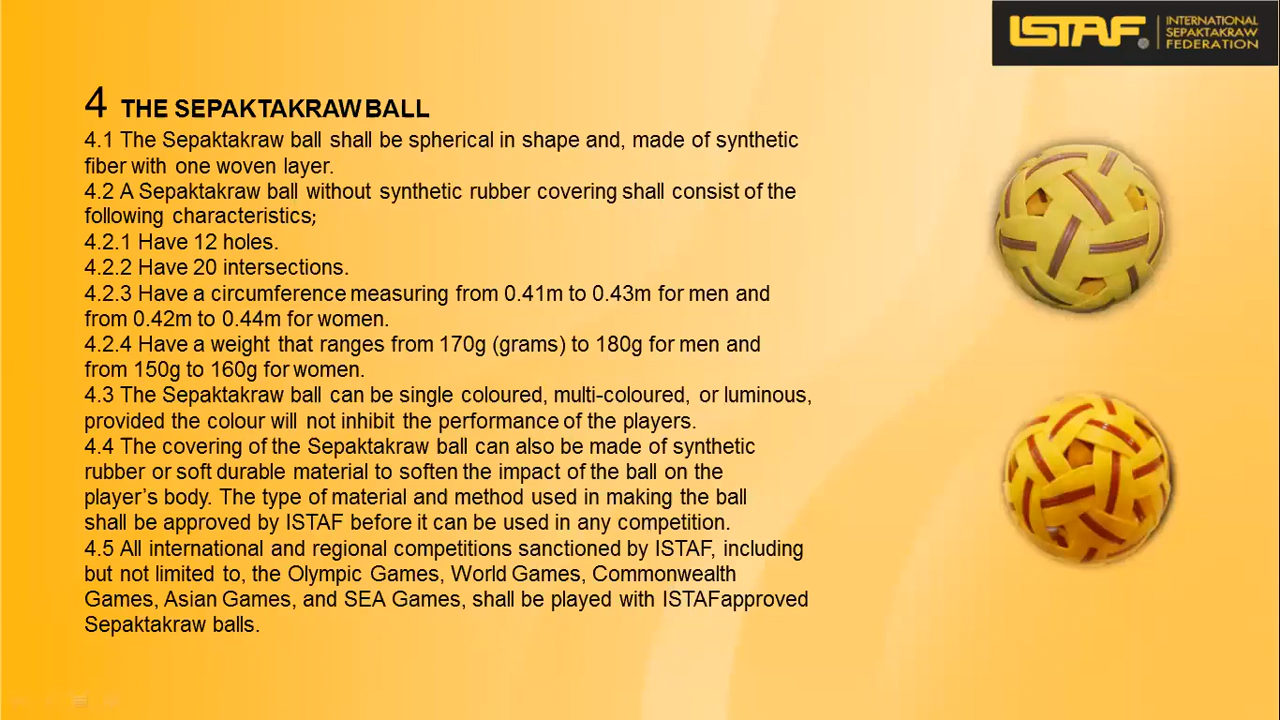 ISTAF
INTERNATIONAL
SEPAKTAKRAW
FEDERATION
4 THE SEPAKTAKRAW BALL
4.1 The Sepaktakraw ball shall be spherical in shape and, made of synthetic
fiber with one woven layer.
4.2 A Sepaktakraw ball without synthetic rubber covering shall consist of the
following characteristics;
4.2.1 Have 12 holes.
4.2.2 Have 20 intersections.
4.2.3 Have a circumference measuring from 0.41m to 0.43m for men and
from 0.42m to 0.44m for women.
4.2.4 Have a weight that ranges from 170g (grams) to 180g for men and
from 150g to 160g for women.
4.3 The Sepaktakraw ball can be single coloured, multi-coloured, or luminous,
provided the colour will not inhibit the performance of the players.
4.4 The covering of the Sepaktakraw ball can also be made of synthetic
rubber or soft durable material to soften the impact of the ball on the
player's body. The type of material and method used in making the ball
shall be approved by ISTAF before it can be used in any competition.
4.5 All international and regional competitions sanctioned by ISTAF, including
but not limited to, the Olympic Games, World Games, Commonwealth
Games, Asian Games, and SEA Games, shall be played with ISTAF approved
Sepaktakraw balls.